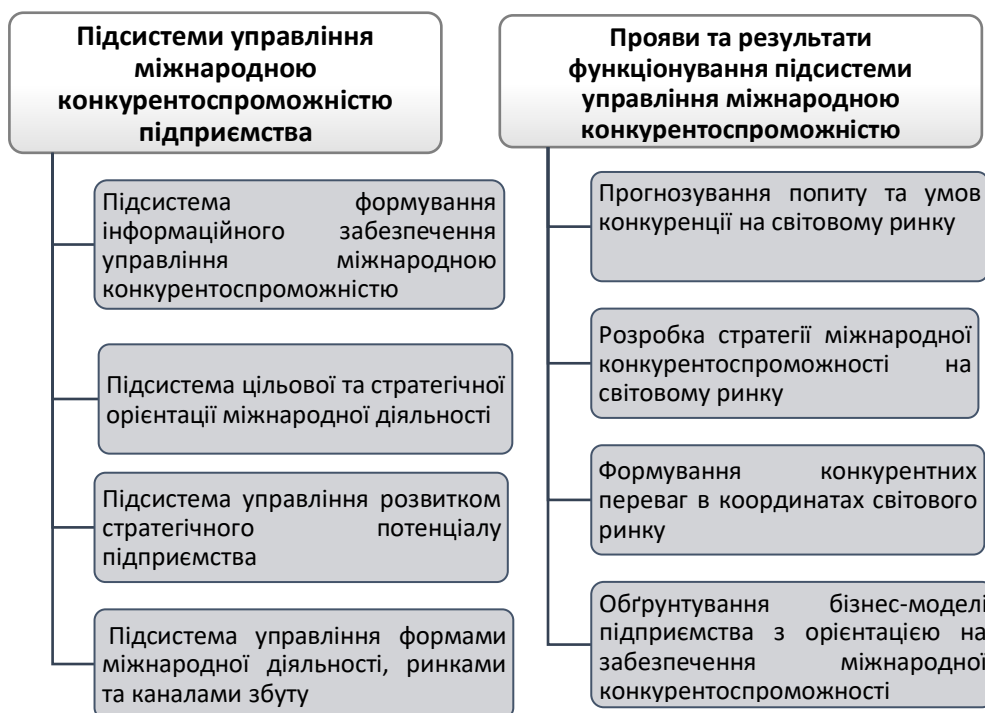 Підсистеми управління
міжнародною
конкурентоспроможністю
підприємства
Підсистема формування
інформаційного забезпечення
управління міжнародною
конкурентоспроможністю
Підсистема цільової та стратегічної
орієнтації міжнародної діяльності
Підсистема управління розвитком
стратегічного потенціалу
підприємства
Підсистема управління формами
міжнародної діяльності, ринками
та каналами збуту
Прояви та результати
функціонування підсистеми
управління міжнародною
конкурентоспроможністю
Прогнозування попиту та умов
конкуренції на світовому ринку
Розробка стратегії міжнародної
конкурентоспроможності на
світовому ринку
Формування конкурентних
переваг в координатах світового
ринку
Обґрунтування бізнес-моделі
підприємства з орієнтацією на
забезпечення міжнародної
конкурентоспроможності